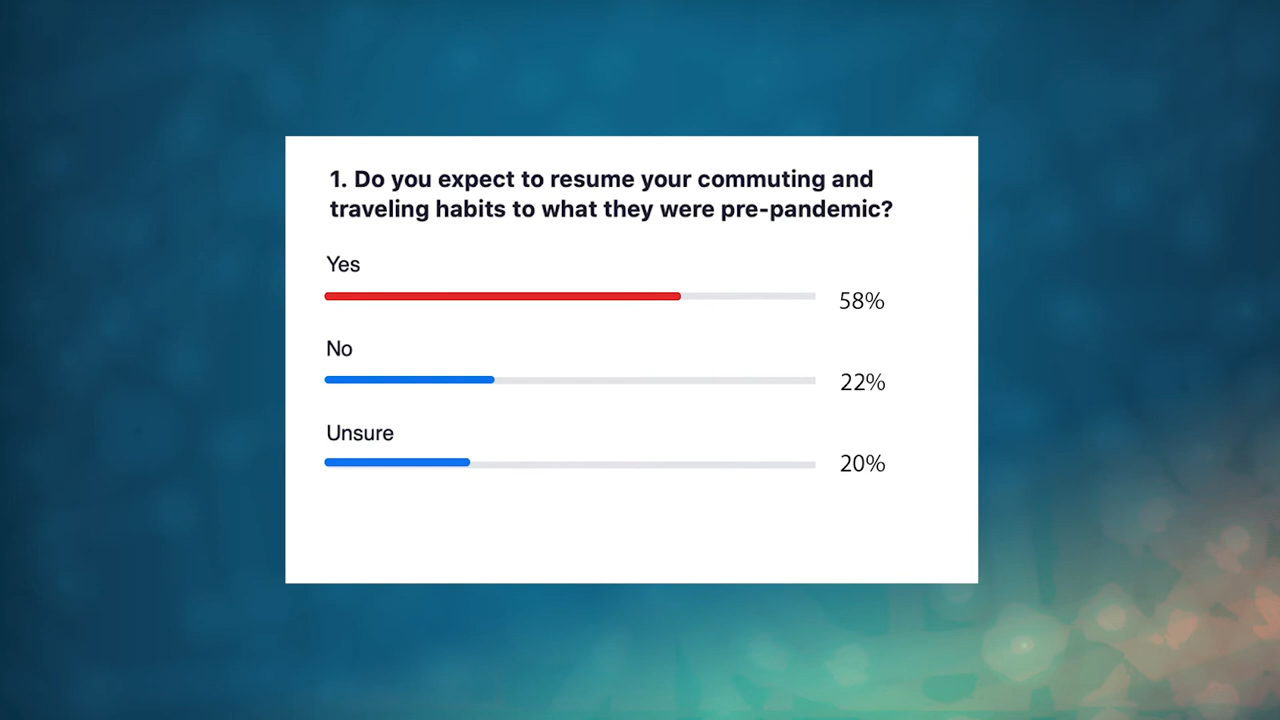 1. Do you expect to resume your commuting and
traveling habits to what they were pre-pandemic?
Yes
58%
No
22%
Unsure
20%